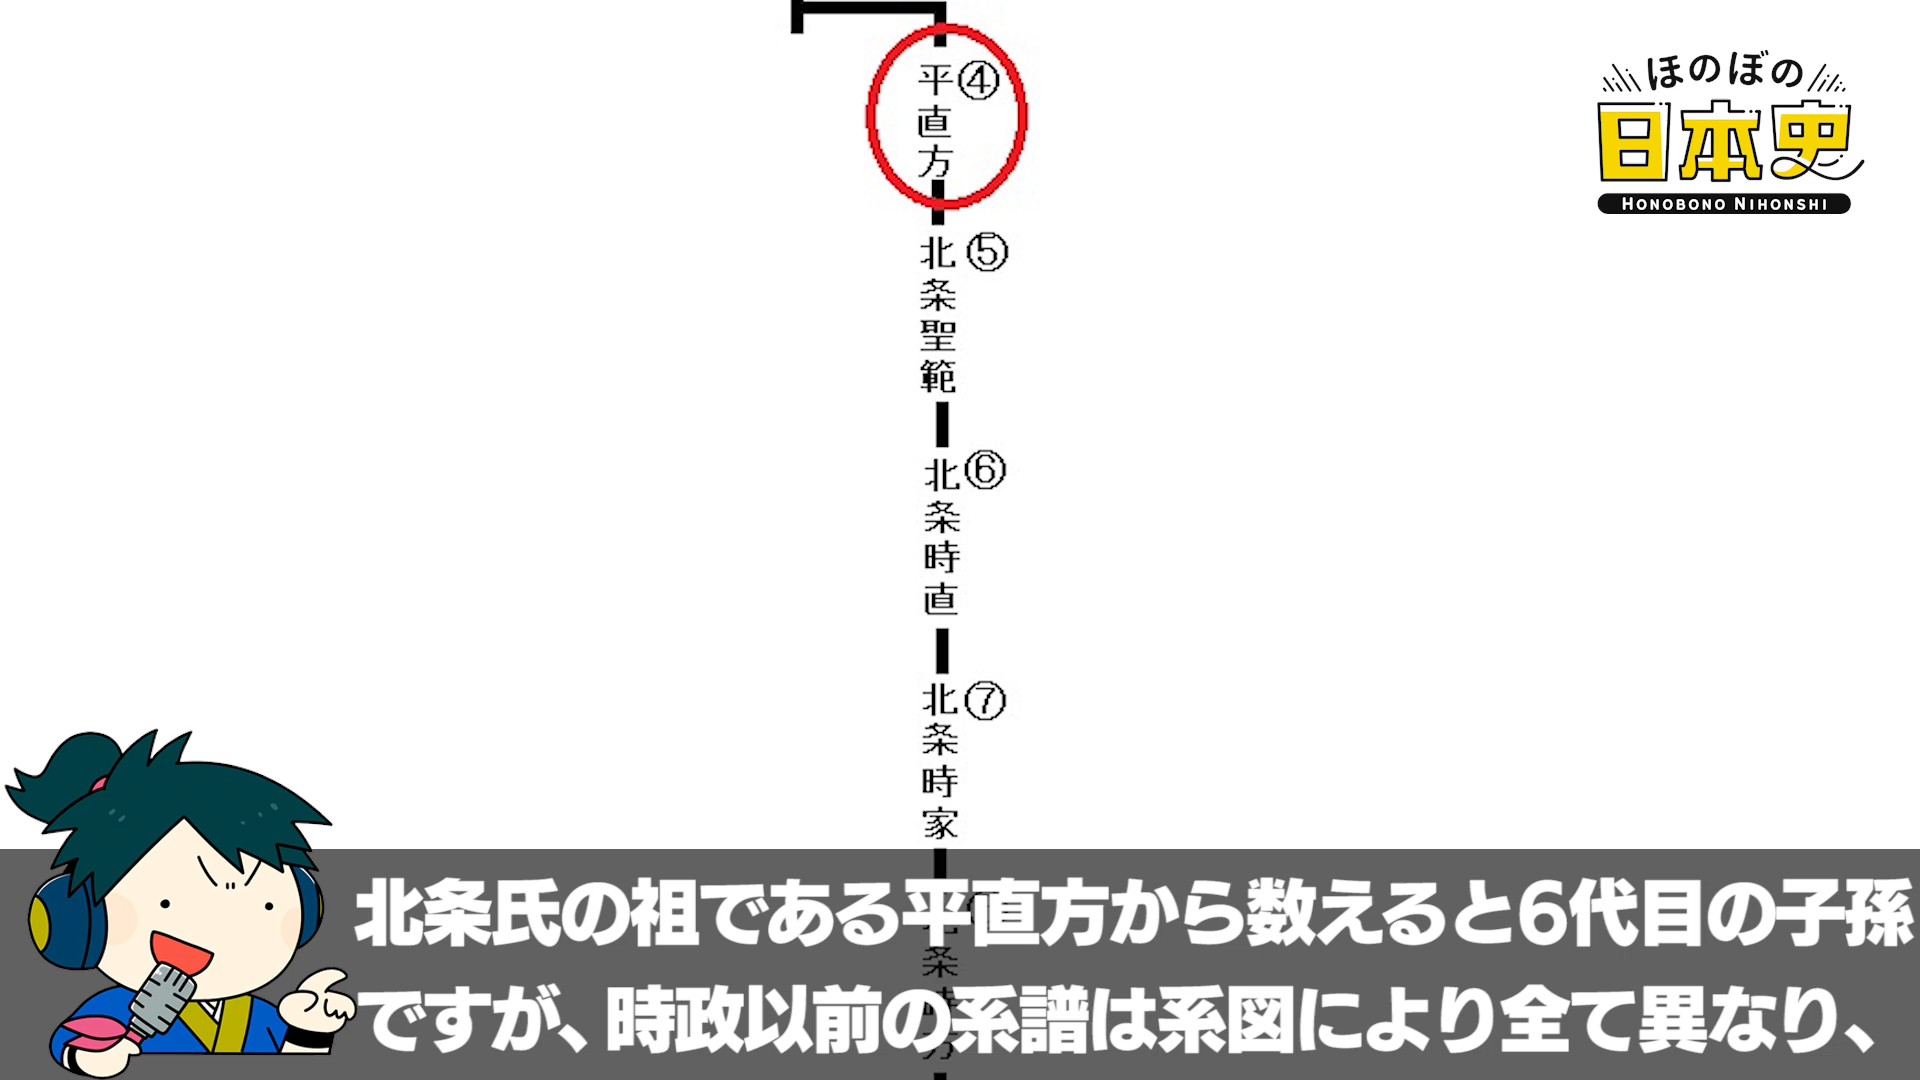 ④
平直方
⑤
北条聖範
⑥
北条時直
⑦
北条時家
ほのぼの
日本史
HONOBONO NIHONSHI
北条氏の祖である平直方から数えると6代目の子孫
ですが、時政以前の系譜は系図により全て異なり、